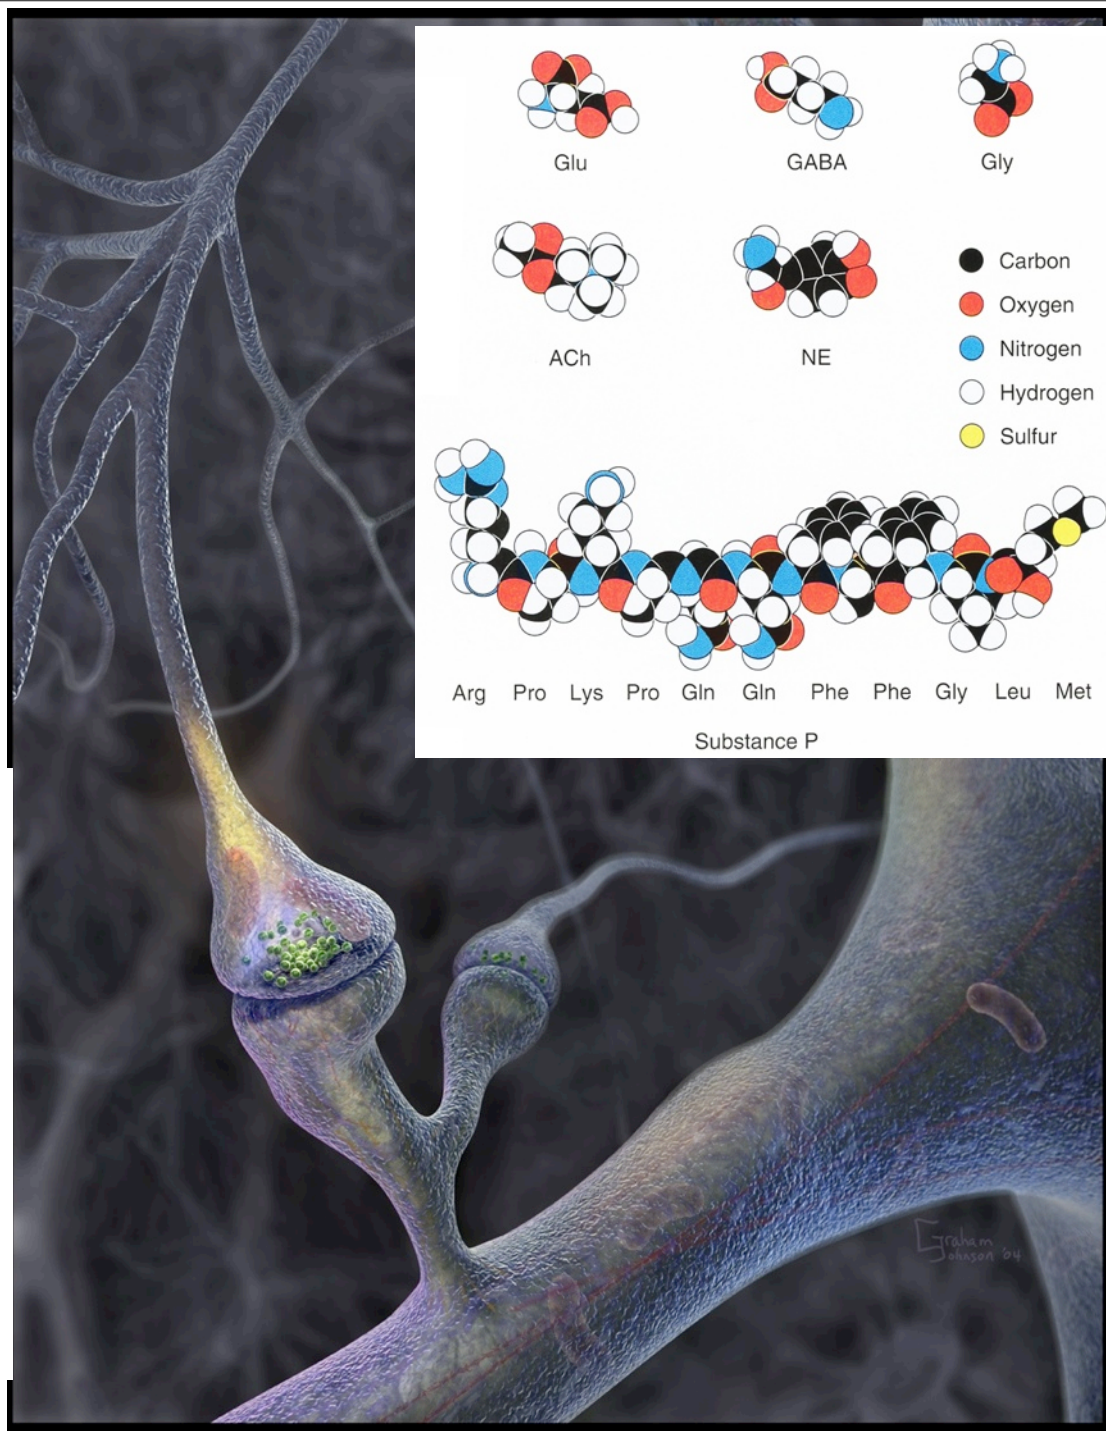 Glu GABA Gly
ACh NE
Carbon
Oxygen
Nitrogen
Hydrogen
Sulfur
Arg Pro Lys Pro Gln Gln Phe Phe Gly Leu Met
Substance P
Graham
Johnson '04